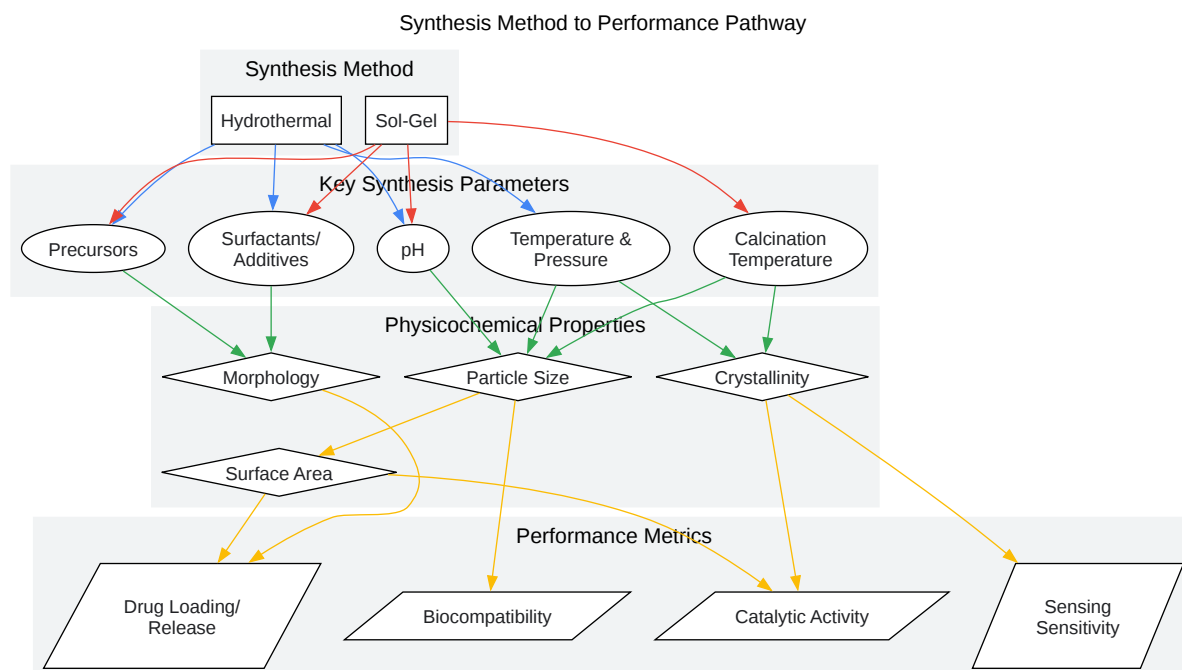 Synthesis Method to Performance Pathway
Synthesis Method
Hydrothermal
Sol-Gel
Key Synthesis Parameters
Precursors
Surfactants/
Additives
pH
Temperature &
Pressure
Calcination
Temperature
Physicochemical Properties
Morphology
Particle Size
Crystallinity
Surface Area
Performance Metrics
Drug Loading/
Release
Biocompatibility
Catalytic Activity
Sensing
Sensitivity